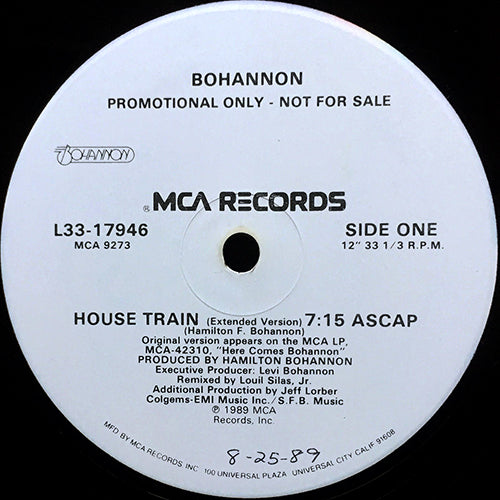 BOHANNON
PROMOTIONAL ONLY - NOT FOR SALE
BOHANNON
® MCA RECORDS
L33-17946 SIDE ONE
MCA 9273 12" 33 1/3 R.P.M.
HOUSE TRAIN (Extended Version) 7:15 ASCAP
(Hamilton F. Bohannon)
Original version appears on the MCA LP,
MCA-42310, "Here Comes Bohannon"
PRODUCED BY HAMILTON BOHANNON
Executive Producer: Levi Bohannon
Remixed by Louil Silas, Jr.
Additional Production by Jeff Lorber
Colgems-EMI Music Inc./S.F.B. Music
℗1989 MCA
Records, Inc.
8-25-89
MFD BY MCA RECORDS, INC. 100 UNIVERSAL PLAZA UNIVERSAL CITY CALIF 91608